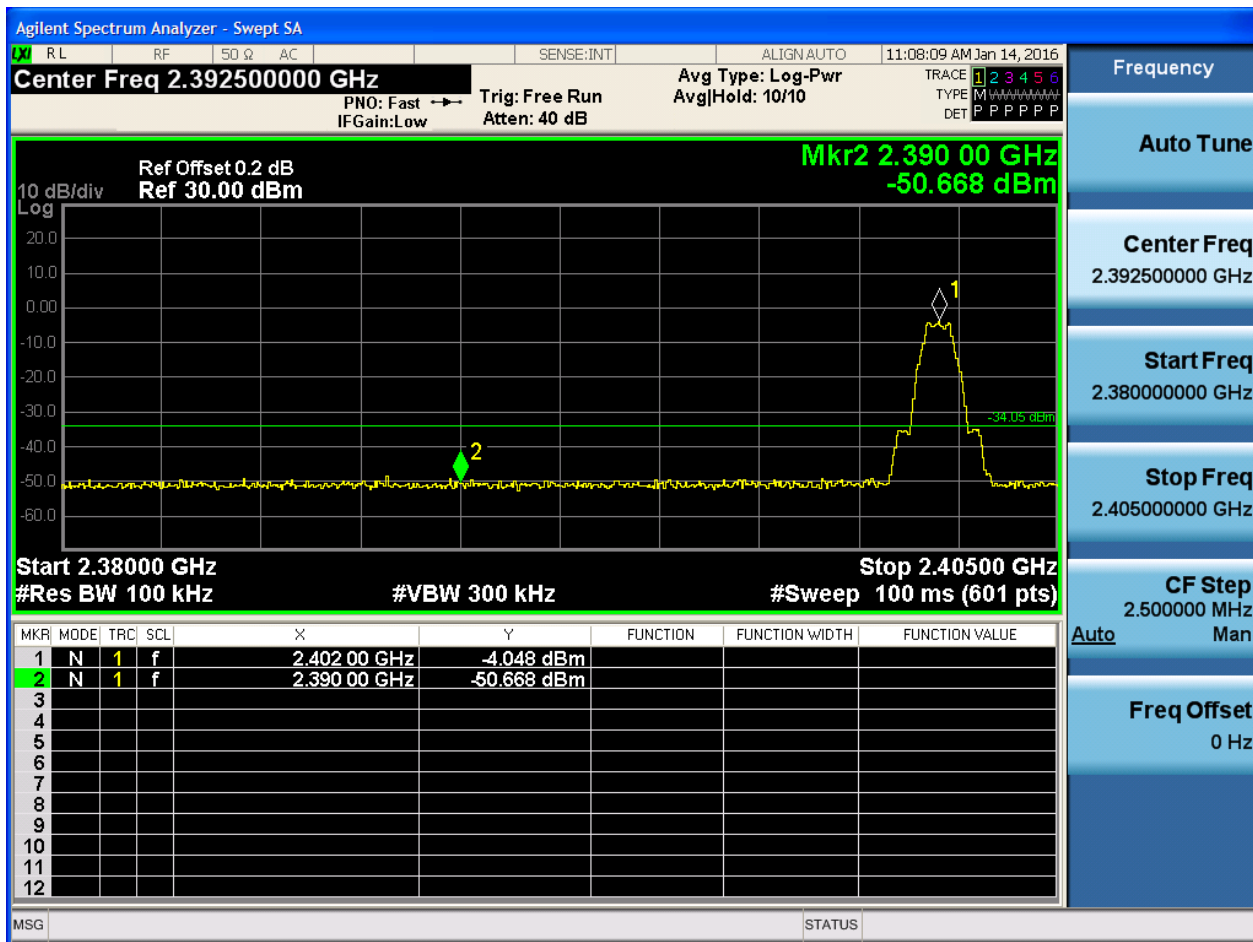 Agilent Spectrum Analyzer - Swept SA
LXI RL RF 50 Ω AC SENSE:INT ALIGN AUTO 11:08:09 AM Jan 14, 2016
Center Freq 2.392500000 GHz
PNO: Fast
IFGain:Low
Trig: Free Run
Atten: 40 dB
Avg Type: Log-Pwr
Avg|Hold: 10/10
TRACE 1 2 3 4 5 6
TYPE M W W W W W
DET P P P P P P
Ref Offset 0.2 dB
10 dB/div Ref 30.00 dBm
Log
Mkr2 2.390 00 GHz
-50.668 dBm
20.0
10.0
0.00
-10.0
-20.0
-30.0
-40.0
-50.0
-60.0
1
-34.05 dBm
2
Start 2.38000 GHz Stop 2.40500 GHz
#Res BW 100 kHz #VBW 300 kHz #Sweep 100 ms (601 pts)
MKR MODE TRC SCL X Y FUNCTION FUNCTION WIDTH FUNCTION VALUE
1 N 1 f 2.402 00 GHz -4.048 dBm
2 N 1 f 2.390 00 GHz -50.668 dBm
3
4
5
6
7
8
9
10
11
12
MSG STATUS
Frequency
Auto Tune
Center Freq
2.392500000 GHz
Start Freq
2.380000000 GHz
Stop Freq
2.405000000 GHz
CF Step
2.500000 MHz
Auto Man
Freq Offset
0 Hz